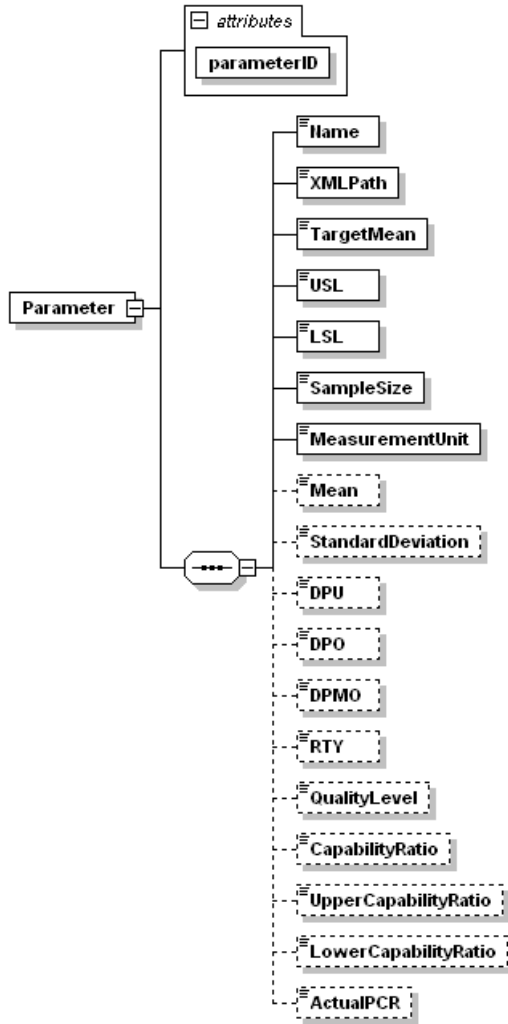 attributes
parameterID
Name
XMLPath
TargetMean
USL
Parameter
LSL
SampleSize
MeasurementUnit
Mean
StandardDeviation
DPU
DPO
DPMO
RTY
QualityLevel
CapabilityRatio
UpperCapabilityRatio
LowerCapabilityRatio
ActualPCR